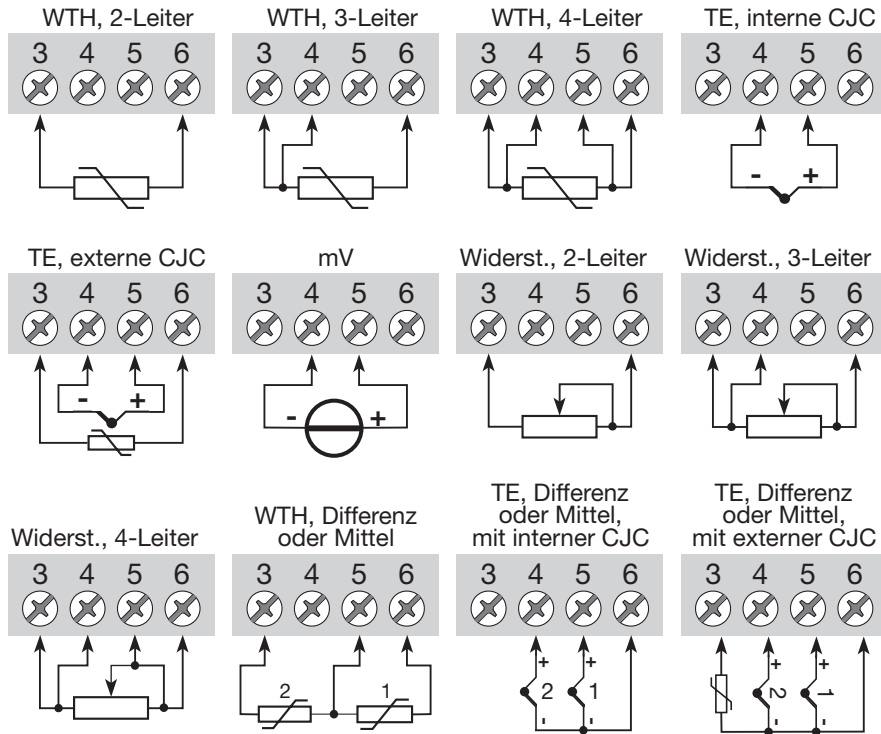 WTH, 2-Leiter
3 4 5 6
WTH, 3-Leiter
3 4 5 6
WTH, 4-Leiter
3 4 5 6
TE, interne CJC
3 4 5 6
- +
TE, externe CJC
3 4 5 6
- +
mV
3 4 5 6
- +
Widerst., 2-Leiter
3 4 5 6
Widerst., 3-Leiter
3 4 5 6
Widerst., 4-Leiter
3 4 5 6
WTH, Differenz
oder Mittel
3 4 5 6
2 1
TE, Differenz
oder Mittel,
mit interner CJC
3 4 5 6
+ +
2 1
- -
TE, Differenz
oder Mittel,
mit externer CJC
3 4 5 6
+ +
2 1
- -